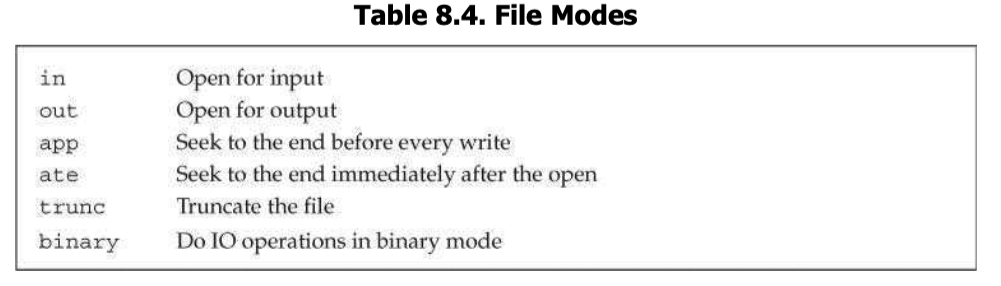 Table 8.4. File Modes
in Open for input
out Open for output
app Seek to the end before every write
ate Seek to the end immediately after the open
trunc Truncate the file
binary Do IO operations in binary mode